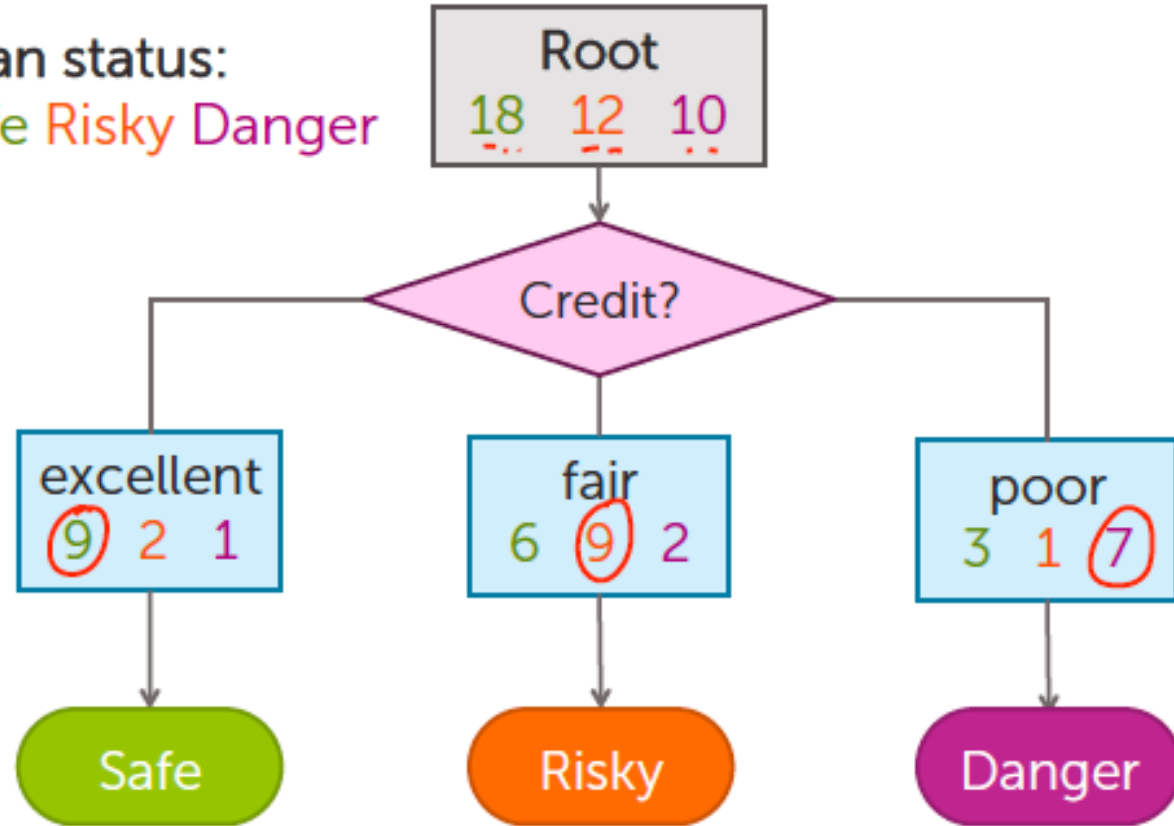 an status:
e Risky Danger
Root
18 12 10
Credit?
excellent
9 2 1
fair
6 9 2
poor
3 1 7
Safe
Risky
Danger